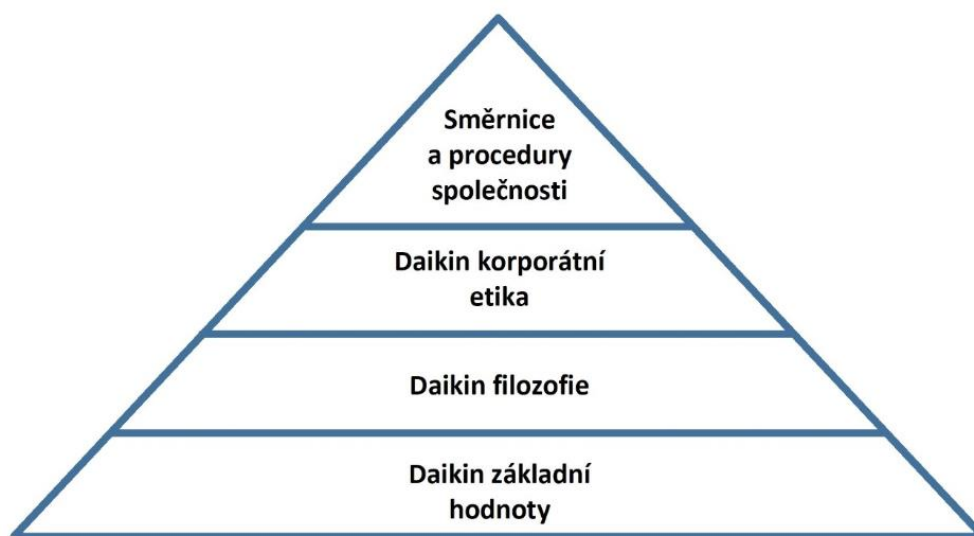 Směrnice
a procedury
společnosti
Daikin korporátní
etika
Daikin filozofie
Daikin základní
hodnoty